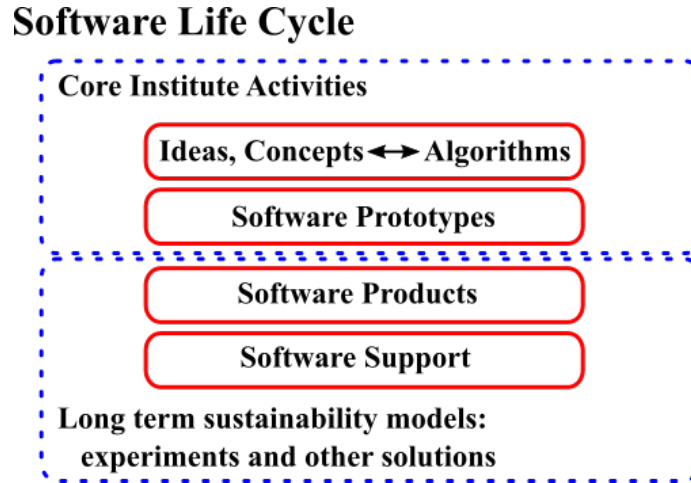 Software Life Cycle
Core Institute Activities
Ideas, Concepts ↔ Algorithms
Software Prototypes
Software Products
Software Support
Long term sustainability models:
experiments and other solutions